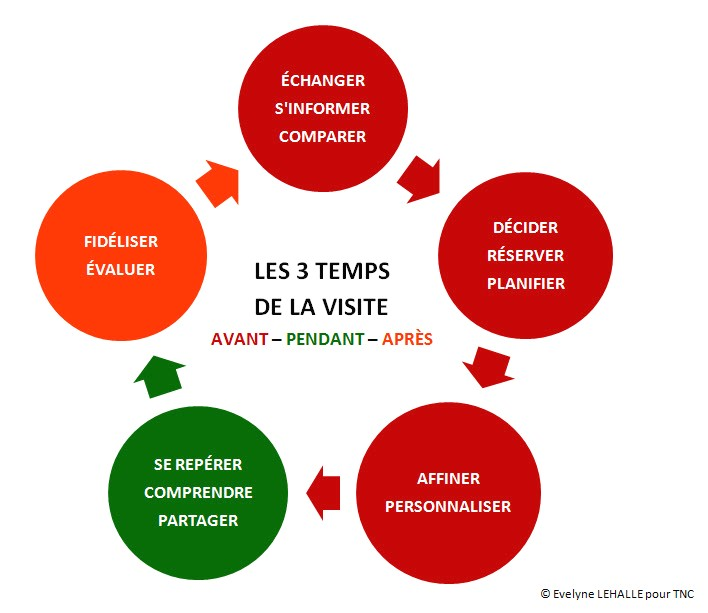 ÉCHANGER
S'INFORMER
COMPARER
DÉCIDER
RÉSERVER
PLANIFIER
AFFINER
PERSONNALISER
SE REPÉRER
COMPRENDRE
PARTAGER
FIDÉLISER
ÉVALUER
LES 3 TEMPS
DE LA VISITE
AVANT – PENDANT – APRÈS
© Evelyne LEHALLE pour TNC